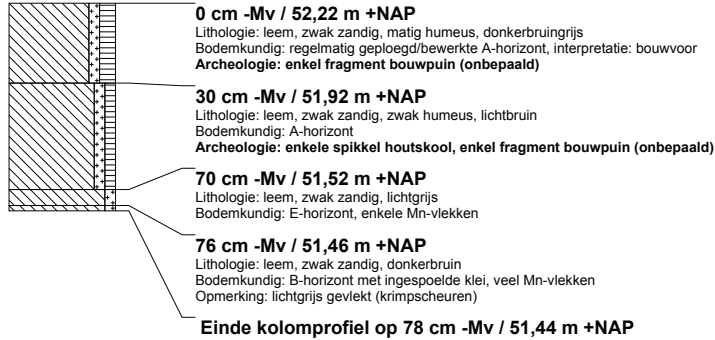 0 cm -Mv / 52,22 m +NAP
Lithologie: leem, zwak zandig, matig humeus, donkerbruingrijs
Bodemkundig: regelmatig geploegd/bewerkte A-horizont, interpretatie: bouwvoor
Archeologie: enkel fragment bouwpuin (onbepaald)
30 cm -Mv / 51,92 m +NAP
Lithologie: leem, zwak zandig, zwak humeus, lichtbruin
Bodemkundig: A-horizont
Archeologie: enkele spikkel houtskool, enkel fragment bouwpuin (onbepaald)
70 cm -Mv / 51,52 m +NAP
Lithologie: leem, zwak zandig, lichtgrijs
Bodemkundig: E-horizont, enkele Mn-vlekken
76 cm -Mv / 51,46 m +NAP
Lithologie: leem, zwak zandig, donkerbruin
Bodemkundig: B-horizont met ingespoelde klei, veel Mn-vlekken
Opmerking: lichtgrijs gevlekt (krimpscheuren)
Einde kolomprofiel op 78 cm -Mv / 51,44 m +NAP